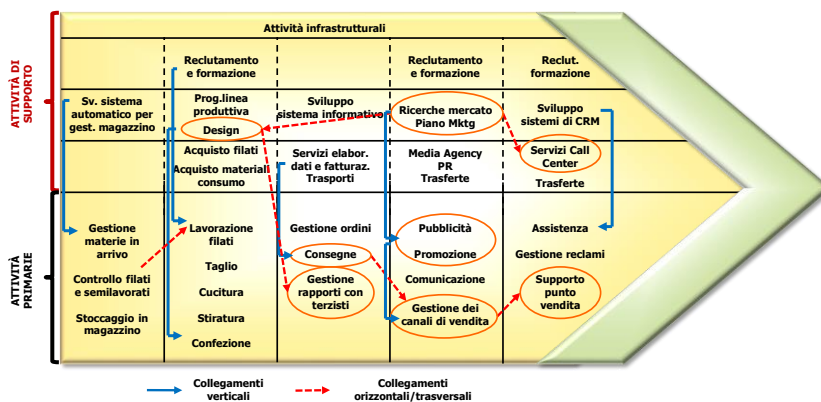 Attività infrastrutturali
ATTIVITÀ DI
SUPPORTO
Reclutamento
e formazione
Reclutamento
e formazione
Reclut.
formazione
Sv. sistema
automatico per
gest. magazzino
Prog.linea
produttiva
Design
Sviluppo
sistema informativo
Ricerche mercato
Piano Mktg
Sviluppo
sistemi di CRM
Acquisto filati
Acquisto materiali
consumo
Servizi elabor.
dati e fatturaz.
Trasporti
Media Agency
PR
Trasferte
Servizi Call
Center
Trasferte
ATTIVITÀ
PRIMARIE
Gestione
materie in
arrivo
Controllo filati
e semilavorati
Stoccaggio in
magazzino
Lavorazione
filati
Taglio
Cucitura
Stiratura
Confezione
Gestione ordini
Consegne
Gestione
rapporti con
terzisti
Pubblicità
Promozione
Comunicazione
Gestione dei
canali di vendita
Assistenza
Gestione reclami
Supporto
punto
vendita
Collegamenti
verticali
Collegamenti
orizzontali/trasversali